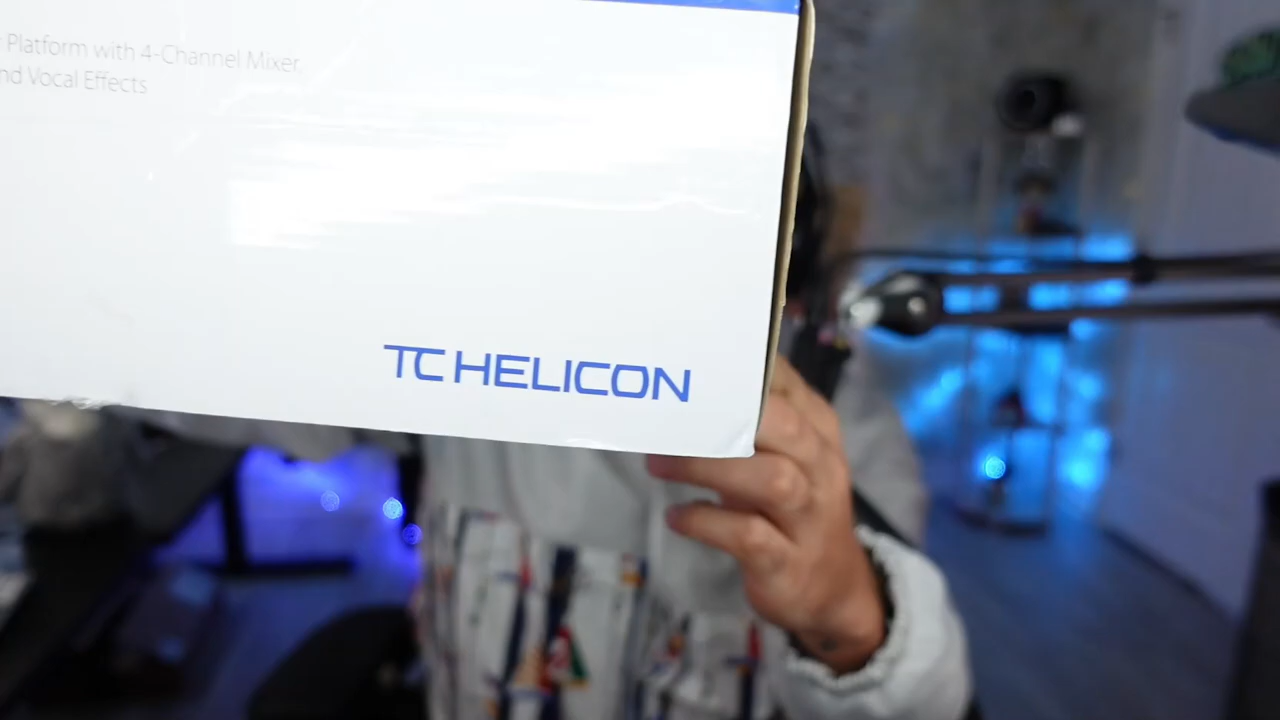 Platform with 4-Channel Mixer,
nd Vocal Effects
TC HELICON